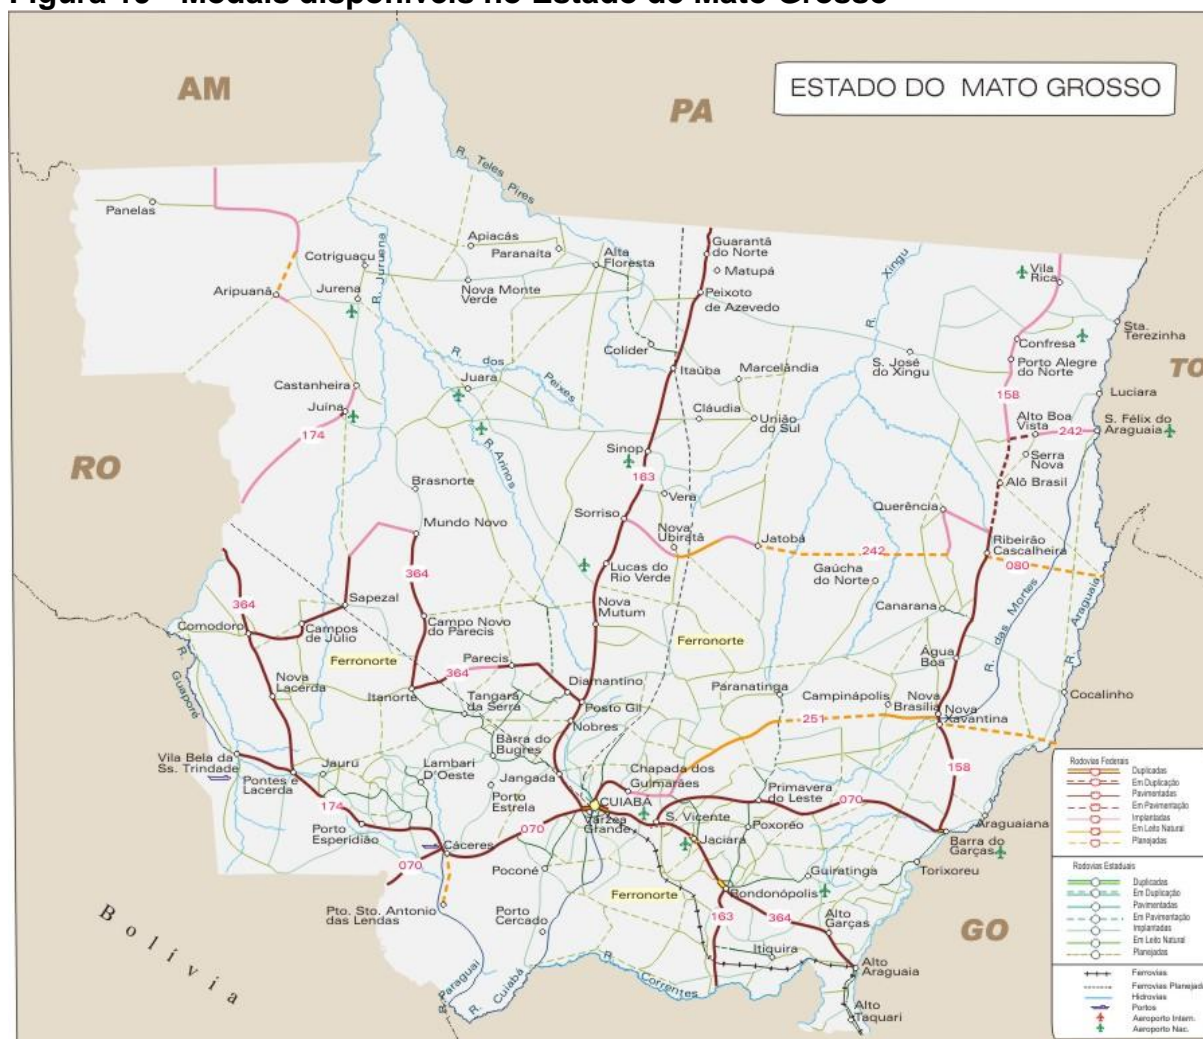 Figura 10 - Modais disponíveis no Estado do Mato Grosso
AM
PA
ESTADO DO MATO GROSSO
R. Teles Pires
Panelas
Apiacás
Paranaíta
Alta
Floresta
Guarantã
do Norte
Matupá
Cotriguaçu
R. Juruena
Nova Monte
Verde
Xingu
R.
Vila
Rica
Aripuanã
Jurena
Peixoto
de Azevedo
Sta.
Terezinha
Colíder
R. dos Peixes
Confresa
Porto Alegre
do Norte
S. José
do Xingu
TO
Castanheira
Juara
Itaúba
Marcelândia
158
Luciara
Juina
174
Cláudia
União
do Sul
Alto Boa
Vista
242
S. Félix do
Araguaia
RO
R. Arinos
Sinop
163
Serra
Nova
Brasnorte
Vera
Alô Brasil
Mundo Novo
Sorriso
Nova
Ubiratã
Jatobá
Querência
242
Ribeirão
Cascalheira
080
364
364
Lucas do
Rio Verde
Gaúcha
do Norte
Sapezal
Nova
Mutum
Canarana
R. das Mortes
R. Araguaia
Comodoro
Campos
de Júlio
Campo Novo
do Parecis
Ferronorte
Ferronorte
Água
Boa
R. Guaporé
Parecis
364
Nova
Lacerda
Itanorte
Diamantino
Tangará
da Serra
Posto Gil
Paranatinga
Campinápolis
Nova
Brasília
Nova
Xavantina
Cocalinho
Nobres
251
Bàrra do
Bugres
Vila Bela da
Ss. Trindade
Jauru
Lambari
D'Oeste
Jangada
Chapada dos
Guimarães
158
Pontes e
Lacerda
174
Porto
Estrela
CUIABÁ
Várzea
Grande
S. Vicente
Primavera
do Leste
070
Araguaiana
Porto
Esperidião
070
Jaciara
Poxoréo
Barra do
Garças
Cáceres
070
Poconé
Guiratinga
Torixoreu
Ferronorte
Rondonópolis
Pto. Sto. Antonio
das Lendas
Porto
Cercado
163
364
Alto
Garças
GO
Bolívia
Itiquira
R. Correntes
Alto
Araguaia
R. Paraguai
R. Cuiabá
Alto
Taquari
Rodovias Federais
Duplicadas
Em Duplicação
Pavimentadas
Em Pavimentação
Implantadas
Em Leito Natural
Planejadas
Rodovias Estaduais
Duplicadas
Em Duplicação
Pavimentadas
Em Pavimentação
Implantadas
Em Leito Natural
Planejadas
Ferrovias
Ferrovias Planejad
Hidrovias
Portos
Aeroporto Intern.
Aeroporto Nac.